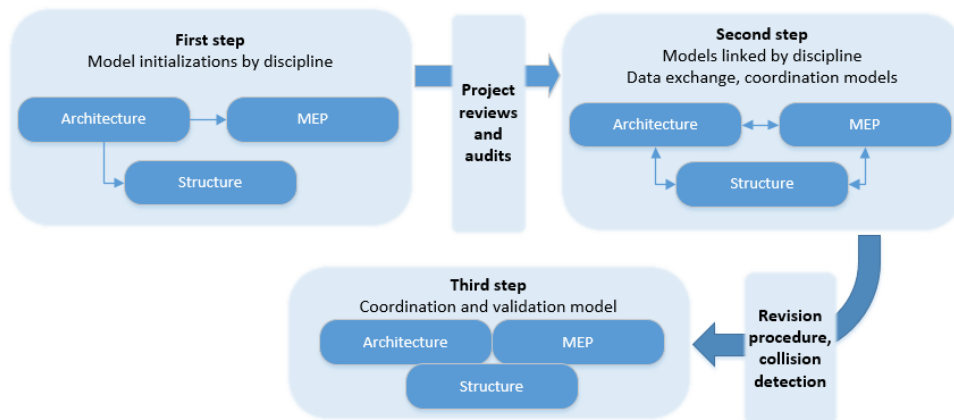 First step
Model initializations by discipline
Architecture
MEP
Structure
Project
reviews
and
audits
Second step
Models linked by discipline
Data exchange, coordination models
Architecture
MEP
Structure
Revision
procedure,
collision
detection
Third step
Coordination and validation model
Architecture
MEP
Structure